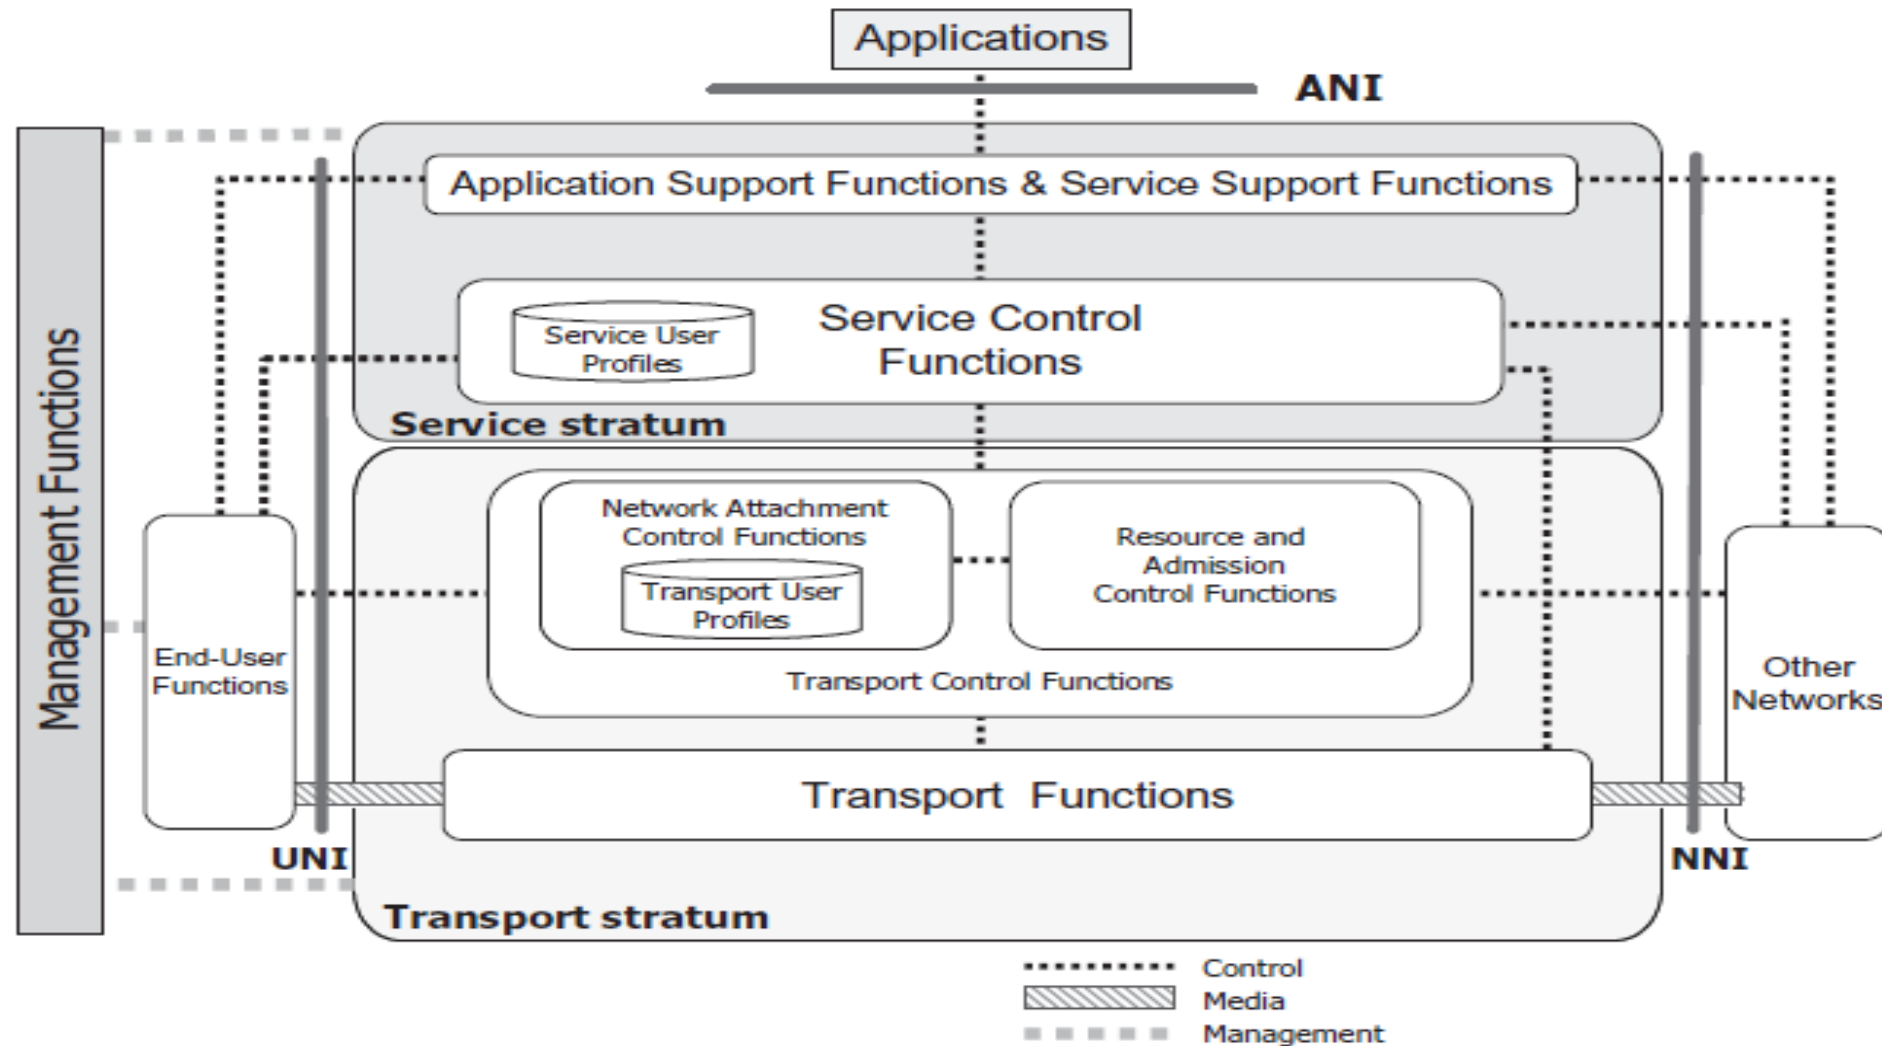 Applications
ANI
Application Support Functions & Service Support Functions
Management Functions
Service User
Profiles
Service Control
Functions
Service stratum
Network Attachment
Control Functions
Transport User
Profiles
Resource and
Admission
Control Functions
Transport Control Functions
End-User
Functions
Other
Networks
Transport Functions
UNI
NNI
Transport stratum
Control
Media
Management